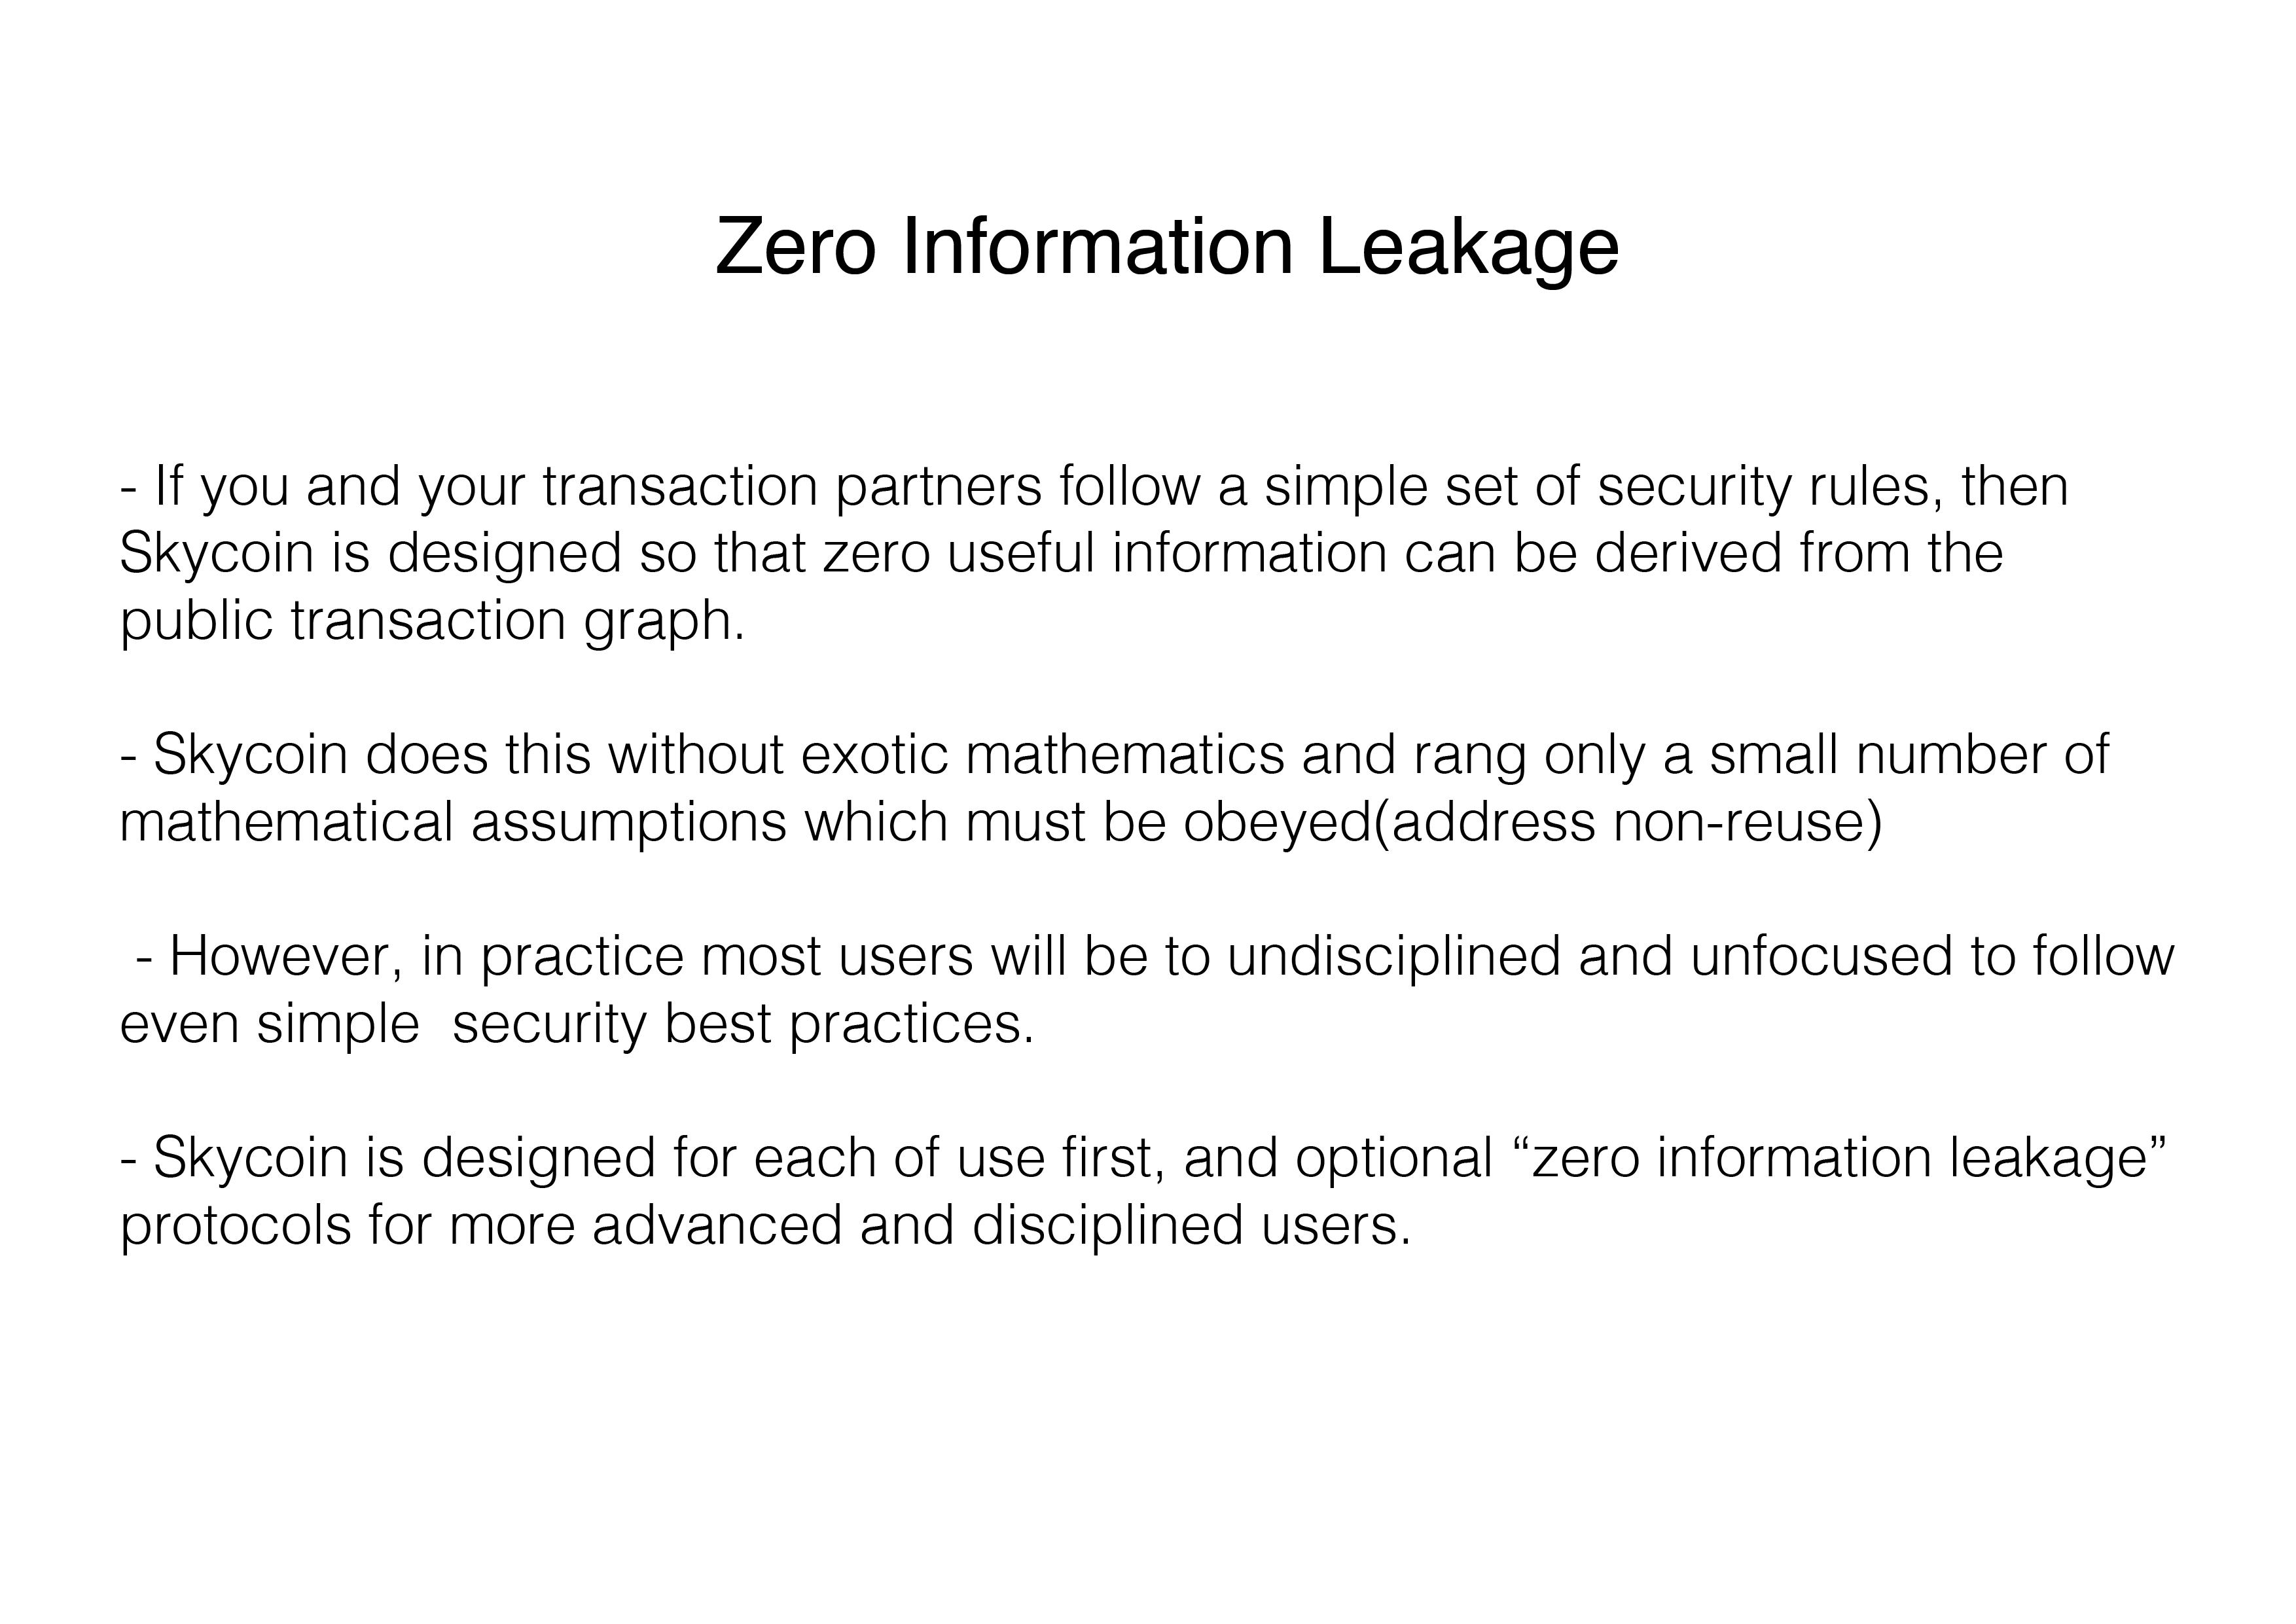 Zero Information Leakage
- If you and your transaction partners follow a simple set of security rules, then
Skycoin is designed so that zero useful information can be derived from the
public transaction graph.
- Skycoin does this without exotic mathematics and rang only a small number of
mathematical assumptions which must be obeyed(address non-reuse)
- However, in practice most users will be to undisciplined and unfocused to follow
even simple  security best practices.
- Skycoin is designed for each of use first, and optional “zero information leakage”
protocols for more advanced and disciplined users.